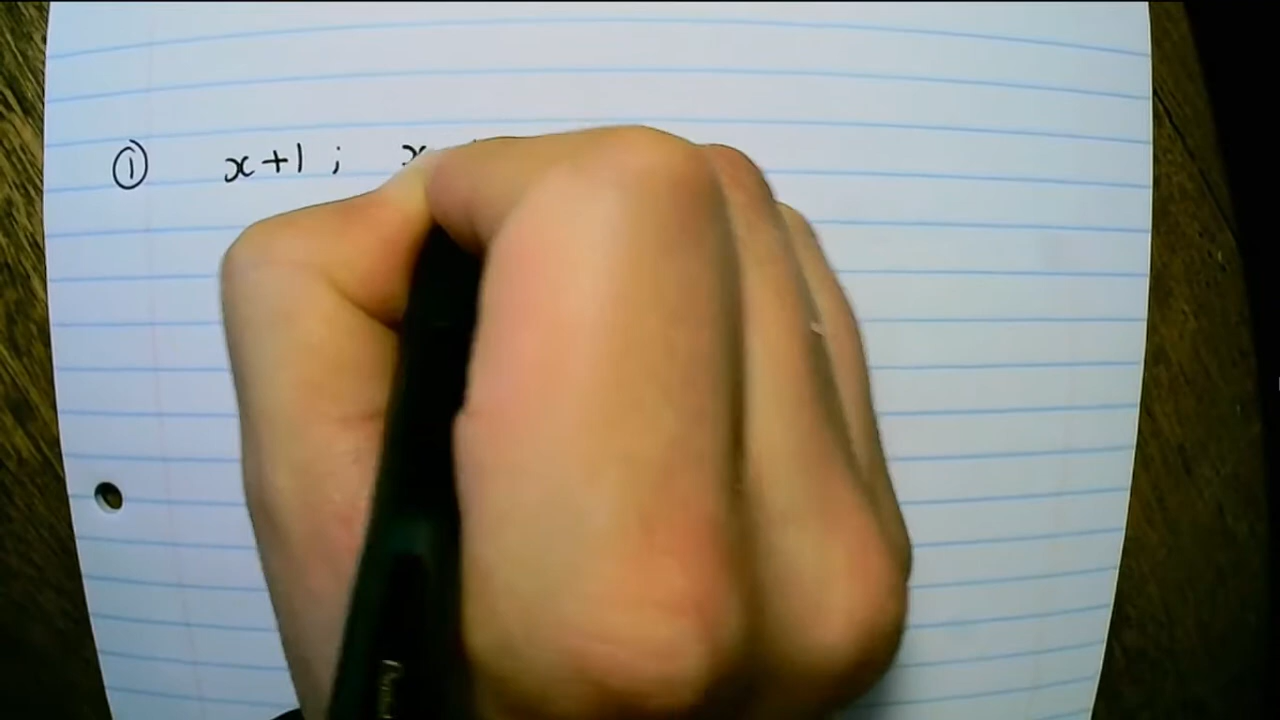 ① x+1 ; x